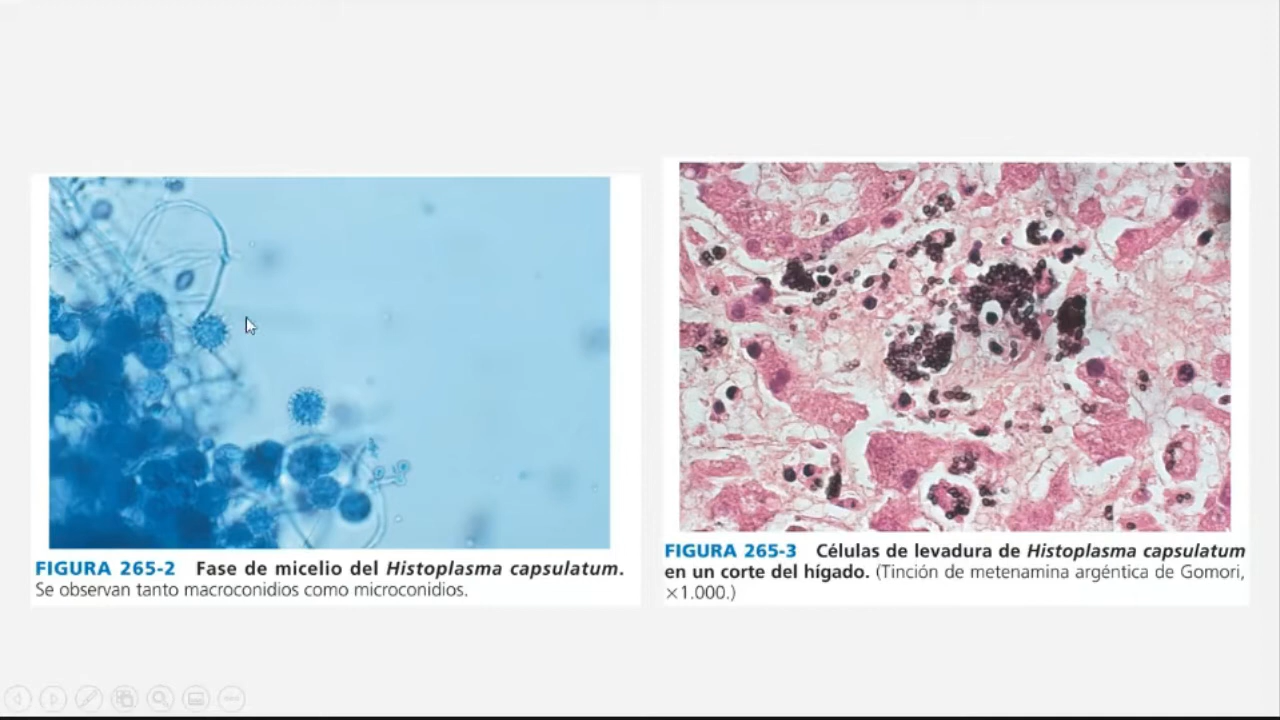 FIGURA 265-2 Fase de micelio del Histoplasma capsulatum.
Se observan tanto macroconidios como microconidios.
FIGURA 265-3 Células de levadura de Histoplasma capsulatum
en un corte del hígado. (Tinción de metenamina argéntica de Gomori,
×1.000.)